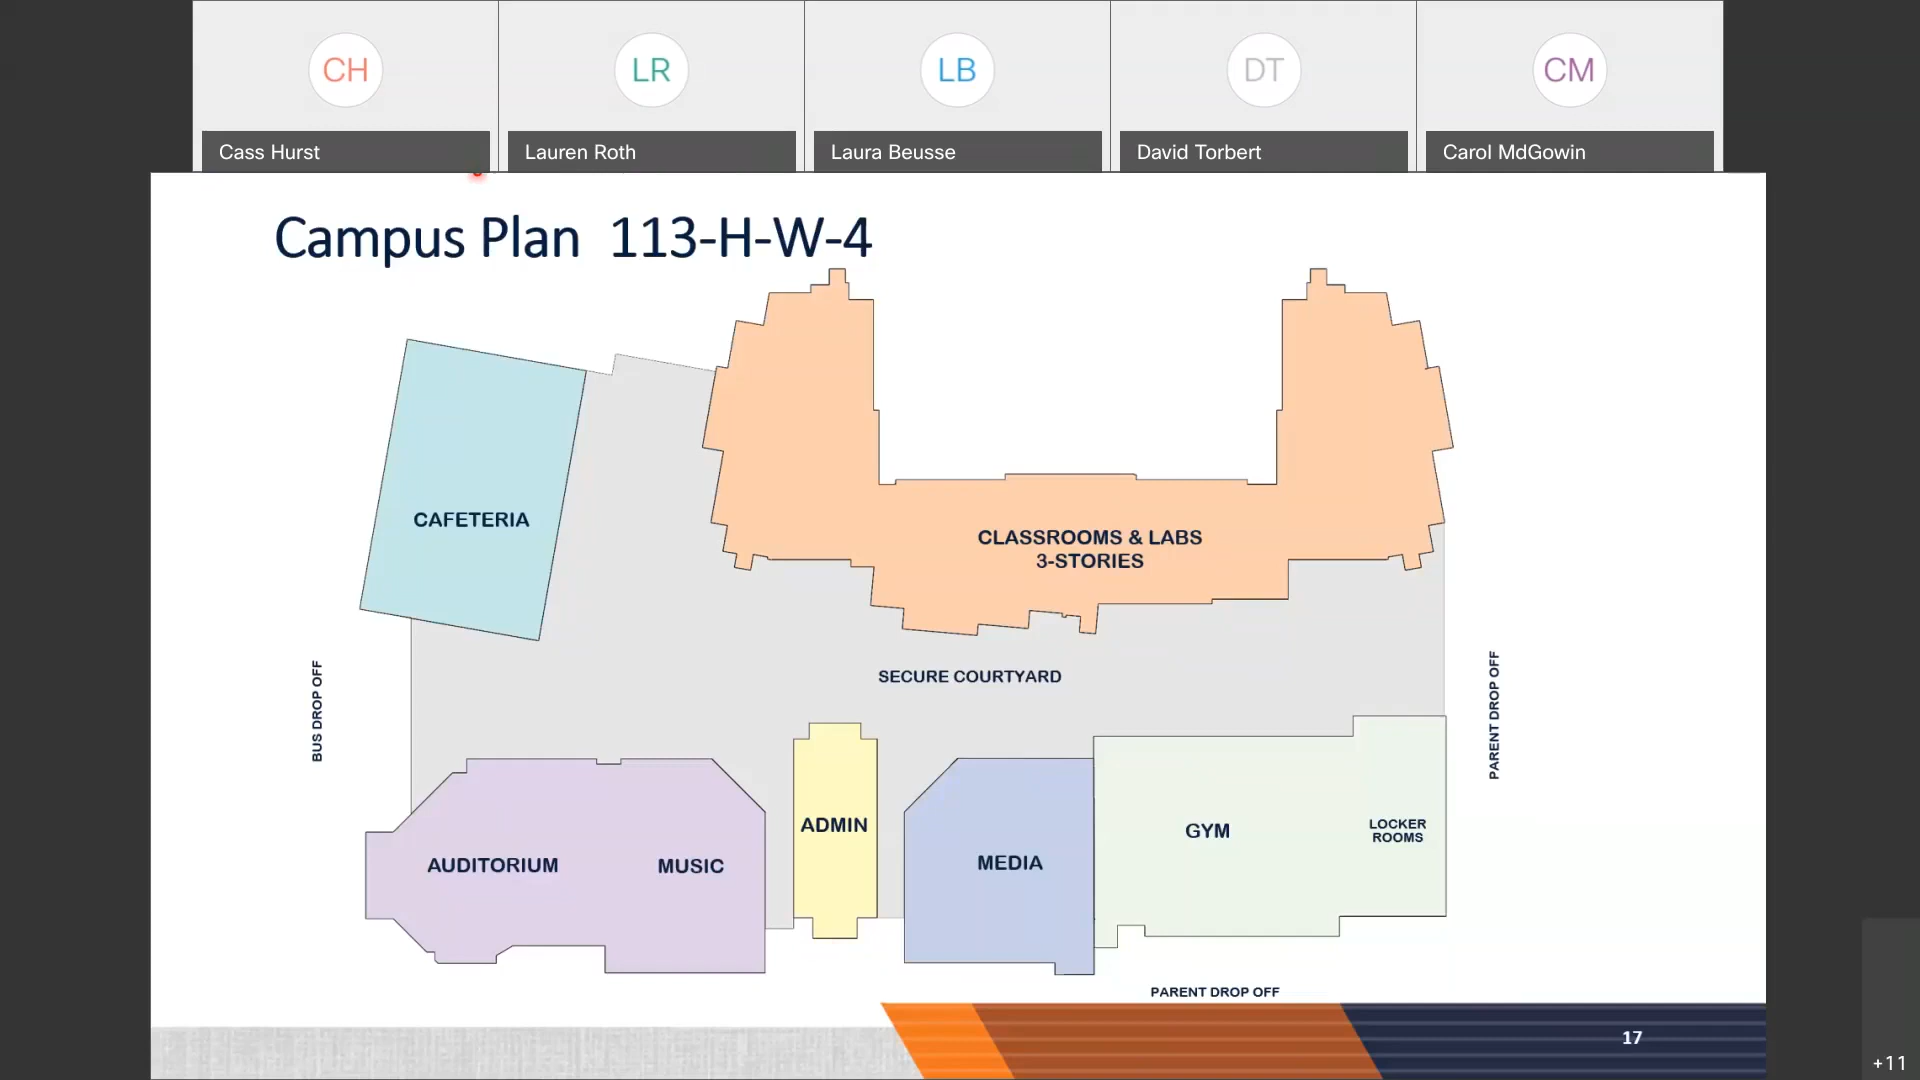 CH
LR
LB
DT
CM
Cass Hurst
Lauren Roth
Laura Beusse
David Torbert
Carol MdGowin
Campus Plan 113-H-W-4
CAFETERIA
CLASSROOMS & LABS
3-STORIES
SECURE COURTYARD
BUS DROP OFF
PARENT DROP OFF
ADMIN
AUDITORIUM
MUSIC
MEDIA
GYM
LOCKER
ROOMS
PARENT DROP OFF
17
+11